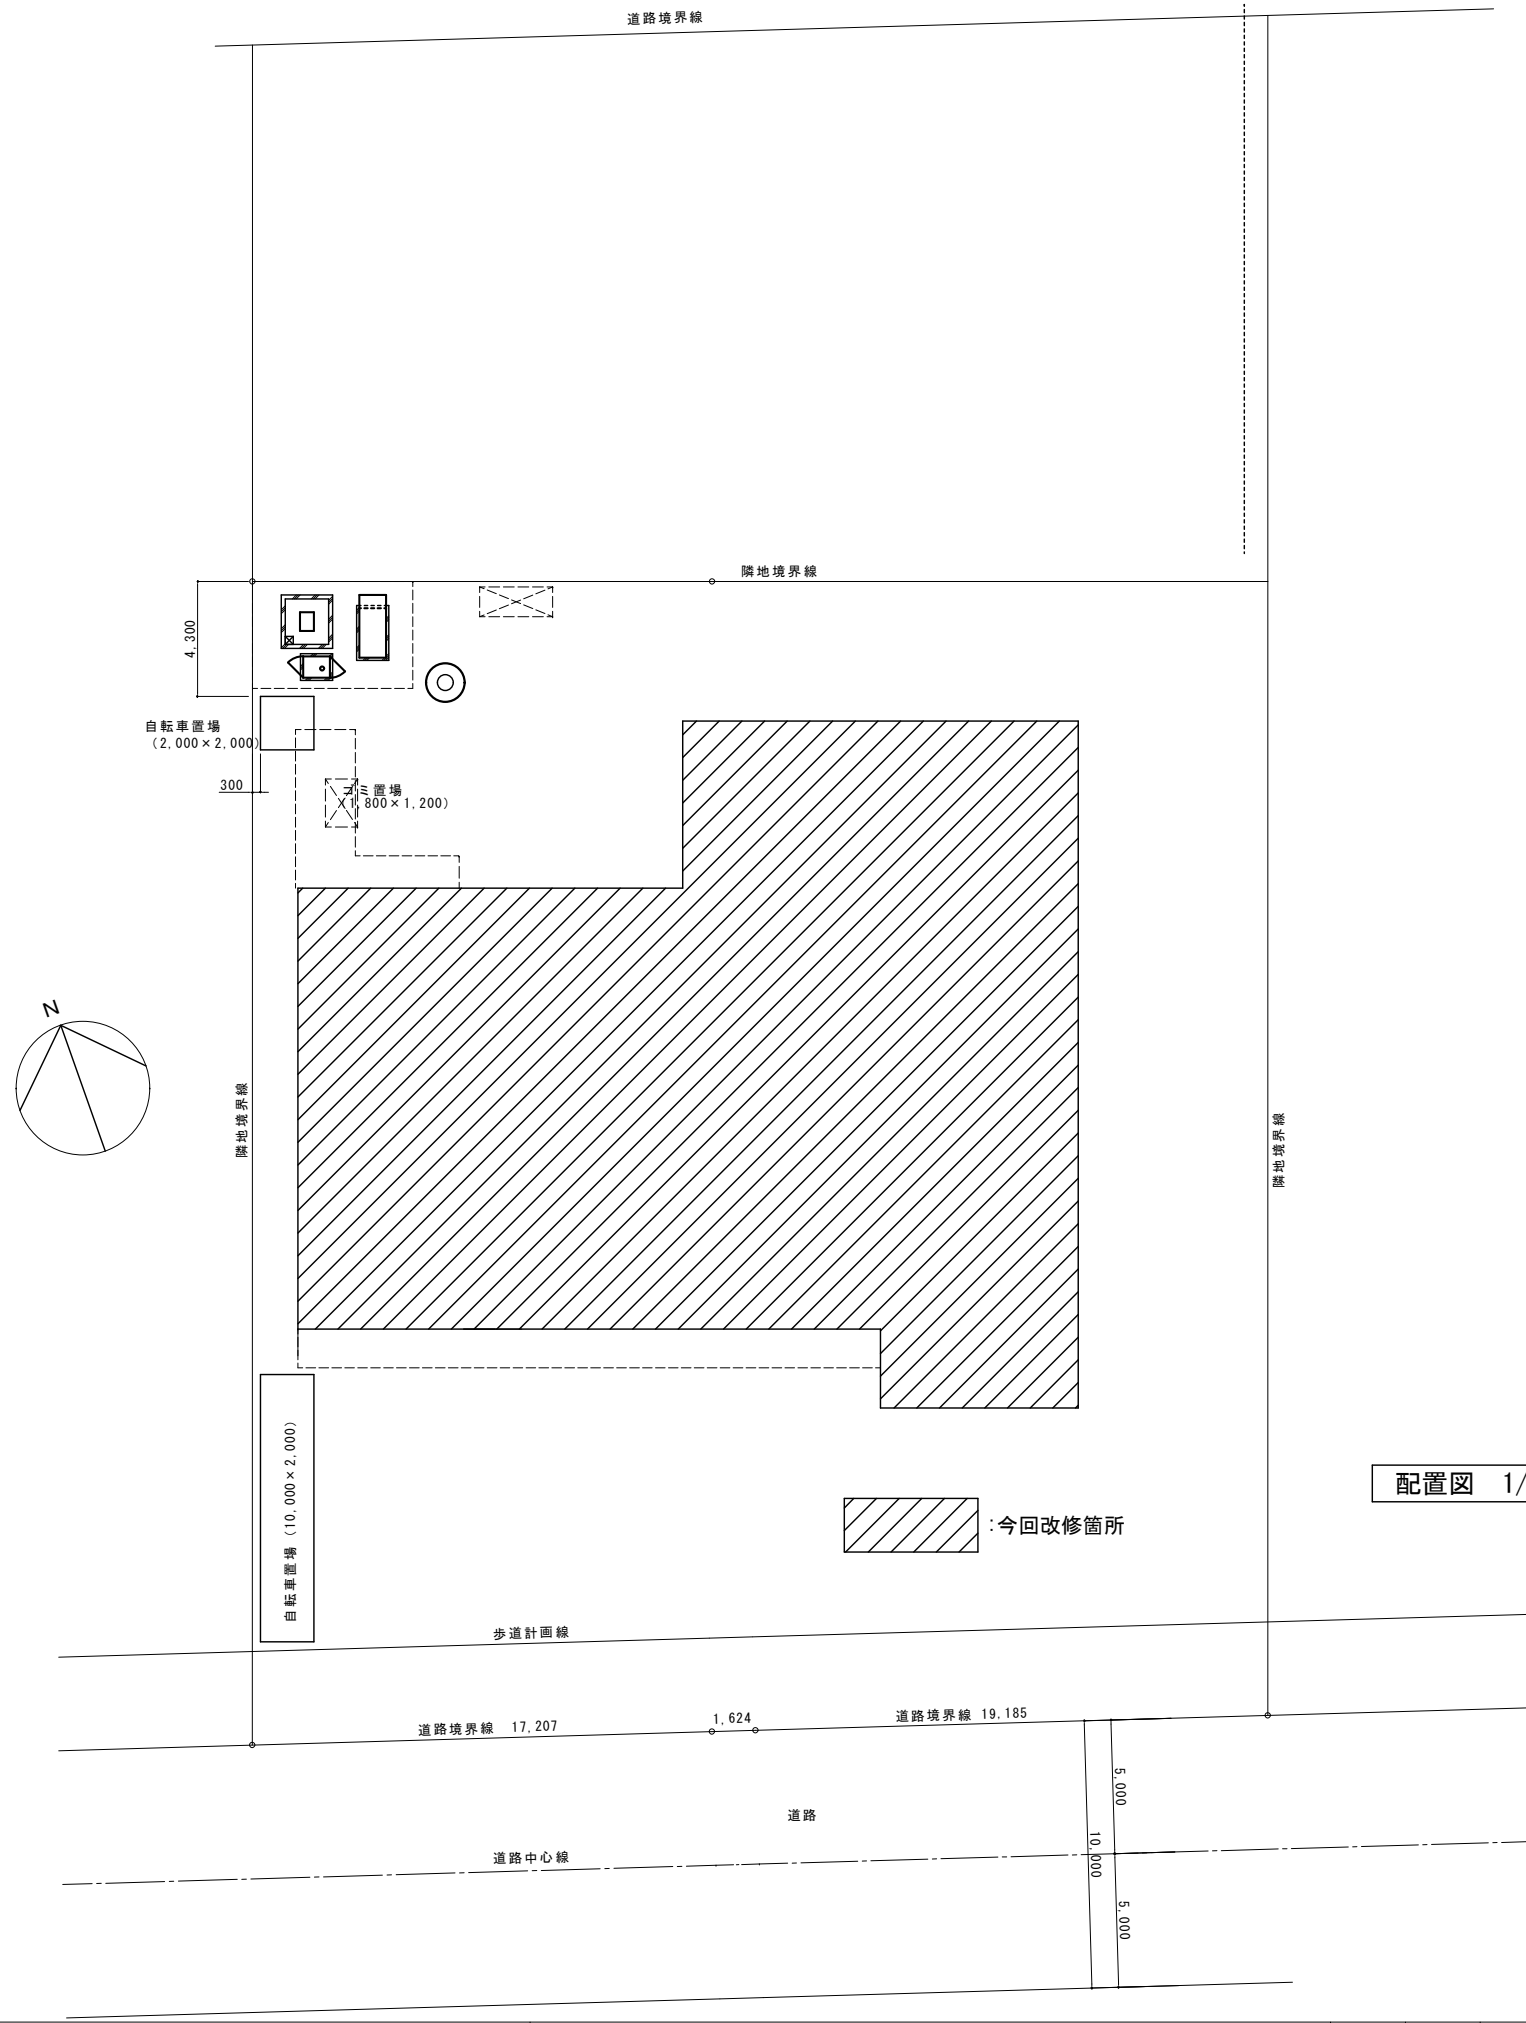 道路境界線
隣地境界線
4,300
自転車置場
（2,000×2,000）
300
ゴミ置場
（1,800×1,200）
N
隣地境界線
隣地境界線
自転車置場（10,000×2,000）
配置図 1/
:今回改修箇所
歩道計画線
道路境界線 17,207
1,624
道路境界線 19,185
5,000
道路
10,000
道路中心線
5,000